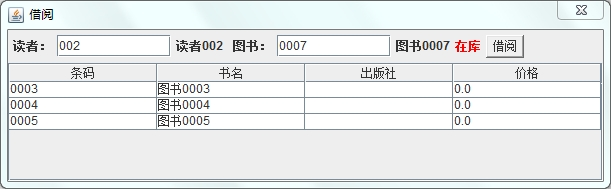 借阅
读者： 002 读者002 图书： 0007 图书0007 在库 借阅
条码 书名 出版社 价格
0003 图书0003 0.0
0004 图书0004 0.0
0005 图书0005 0.0